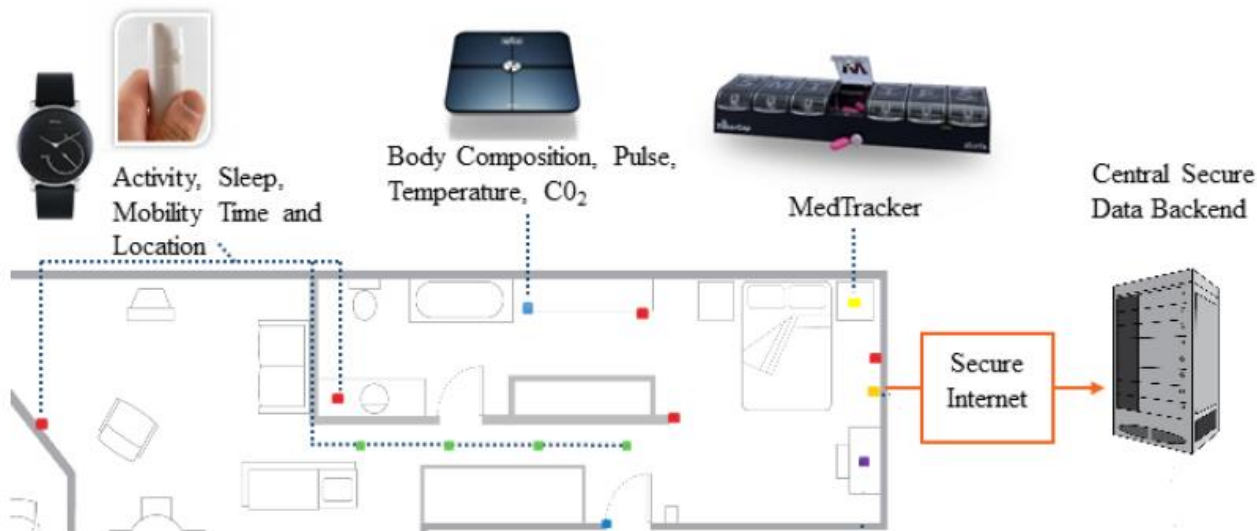 Activity, Sleep,
Mobility Time and
Location
Body Composition, Pulse,
Temperature, C0₂
MedTracker
Central Secure
Data Backend
Secure
Internet